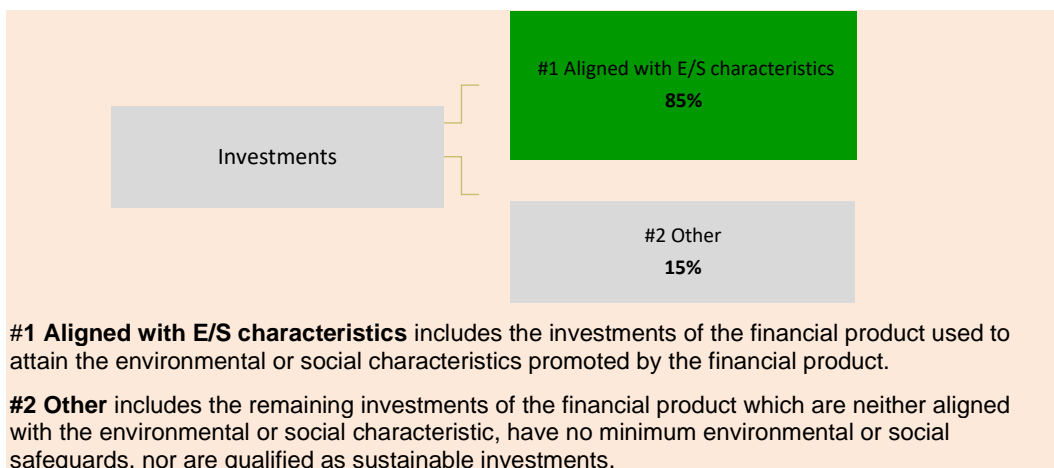 #1 Aligned with E/S characteristics
85%
Investments
#2 Other
15%
#1 Aligned with E/S characteristics includes the investments of the financial product used to
attain the environmental or social characteristics promoted by the financial product.
#2 Other includes the remaining investments of the financial product which are neither aligned
with the environmental or social characteristic, have no minimum environmental or social
safeguards, nor are qualified as sustainable investments.